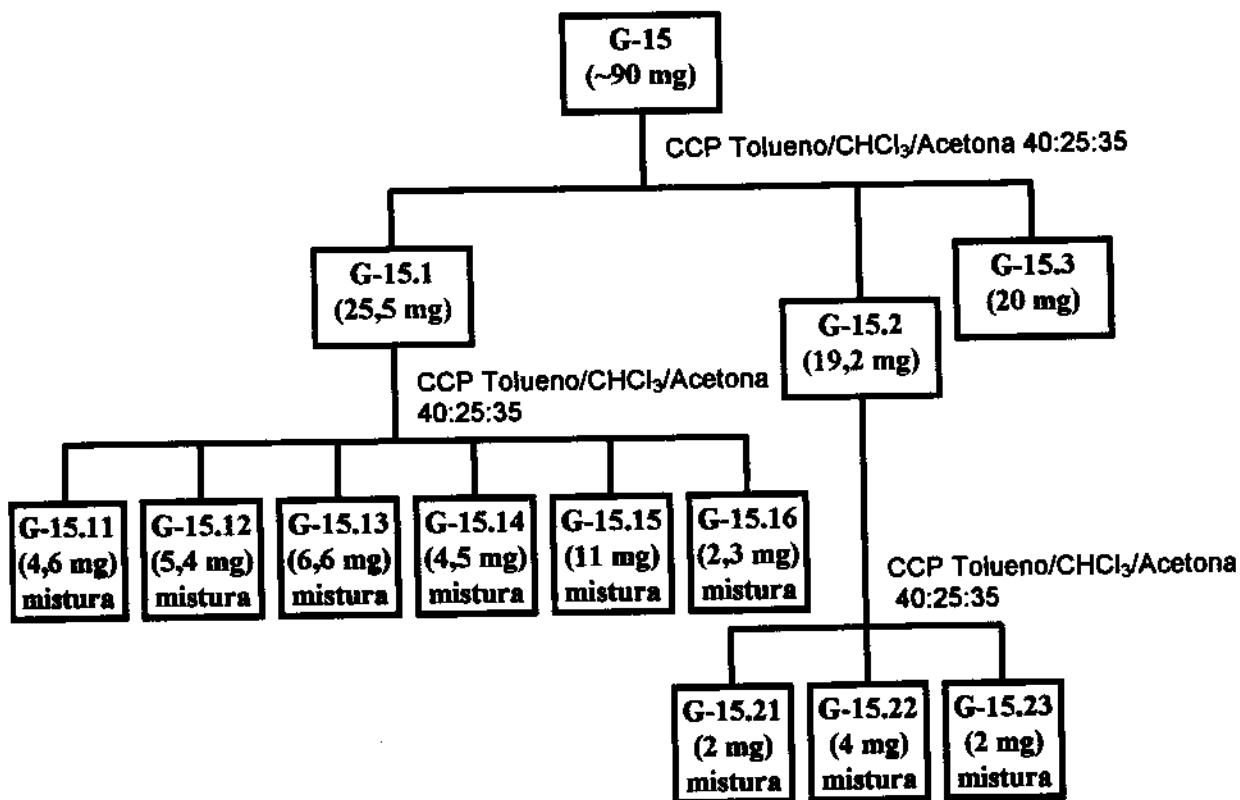 G-15
(~90 mg)
CCP Tolueno/CHCl₃/Acetona 40:25:35
G-15.1
(25,5 mg)
G-15.2
(19,2 mg)
G-15.3
(20 mg)
CCP Tolueno/CHCl₃/Acetona
40:25:35
G-15.11
(4,6 mg)
mistura
G-15.12
(5,4 mg)
mistura
G-15.13
(6,6 mg)
mistura
G-15.14
(4,5 mg)
mistura
G-15.15
(11 mg)
mistura
G-15.16
(2,3 mg)
mistura
CCP Tolueno/CHCl₃/Acetona
40:25:35
G-15.21
(2 mg)
mistura
G-15.22
(4 mg)
mistura
G-15.23
(2 mg)
mistura